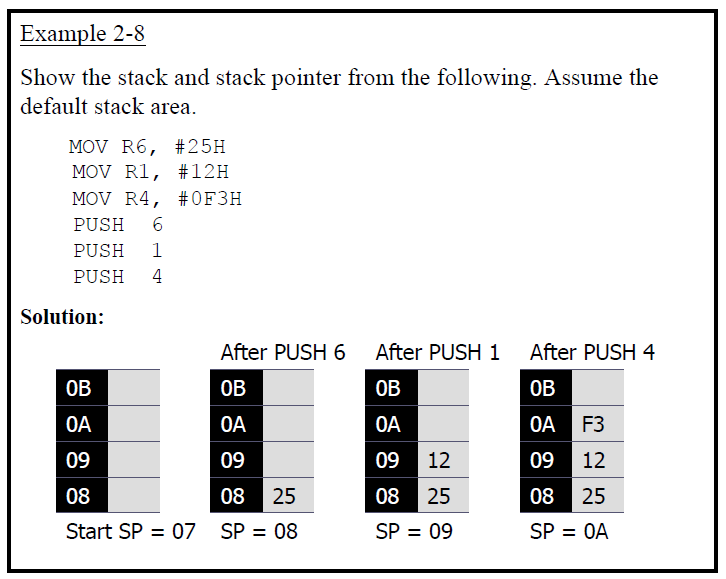 Example 2-8
Show the stack and stack pointer from the following. Assume the
default stack area.
MOV R6, #25H
MOV R1, #12H
MOV R4, #0F3H
PUSH 6
PUSH 1
PUSH 4
Solution:
After PUSH 6 After PUSH 1 After PUSH 4
0B 0B 0B 0B
0A 0A 0A 0A F3
09 09 09 12 09 12
08 08 25 08 25 08 25
Start SP = 07 SP = 08 SP = 09 SP = 0A